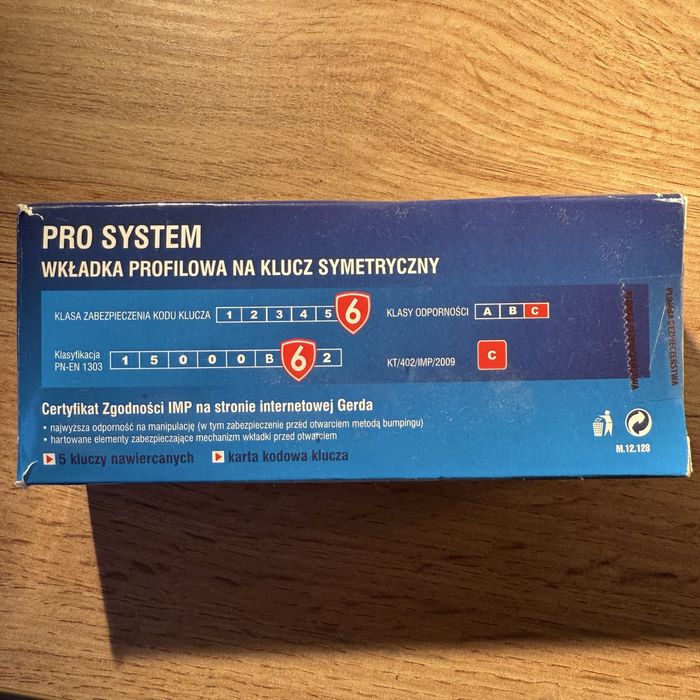 PRO SYSTEM
WKŁADKA PROFILOWA NA KLUCZ SYMETRYCZNY
KLASA ZABEZPIECZENIA KODU KLUCZA 1 2 3 4 5 6
KLASY ODPORNOŚCI A B C
Klasyfikacja
PN-EN 1303
1 5 0 0 0 B 6 2
KT/402/IMP/2009 C
Certyfikat Zgodności IMP na stronie internetowej Gerda
• najwyższa odporność na manipulację (w tym zabezpieczenie przed otwarciem metodą bumpingu)
• hartowane elementy zabezpieczające mechanizm wkładki przed otwarciem
5 kluczy nawiercanych karta kodowa klucza
M.12.128